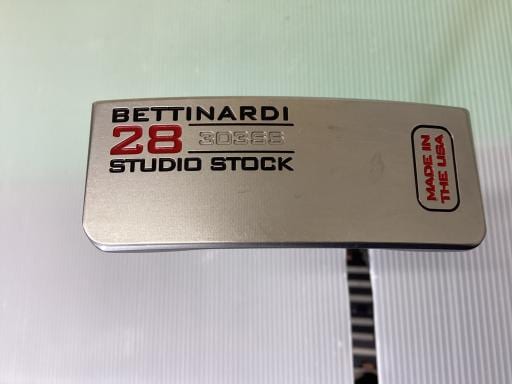 BETTINARDI
28 303SS
STUDIO STOCK
MADE IN
THE USA